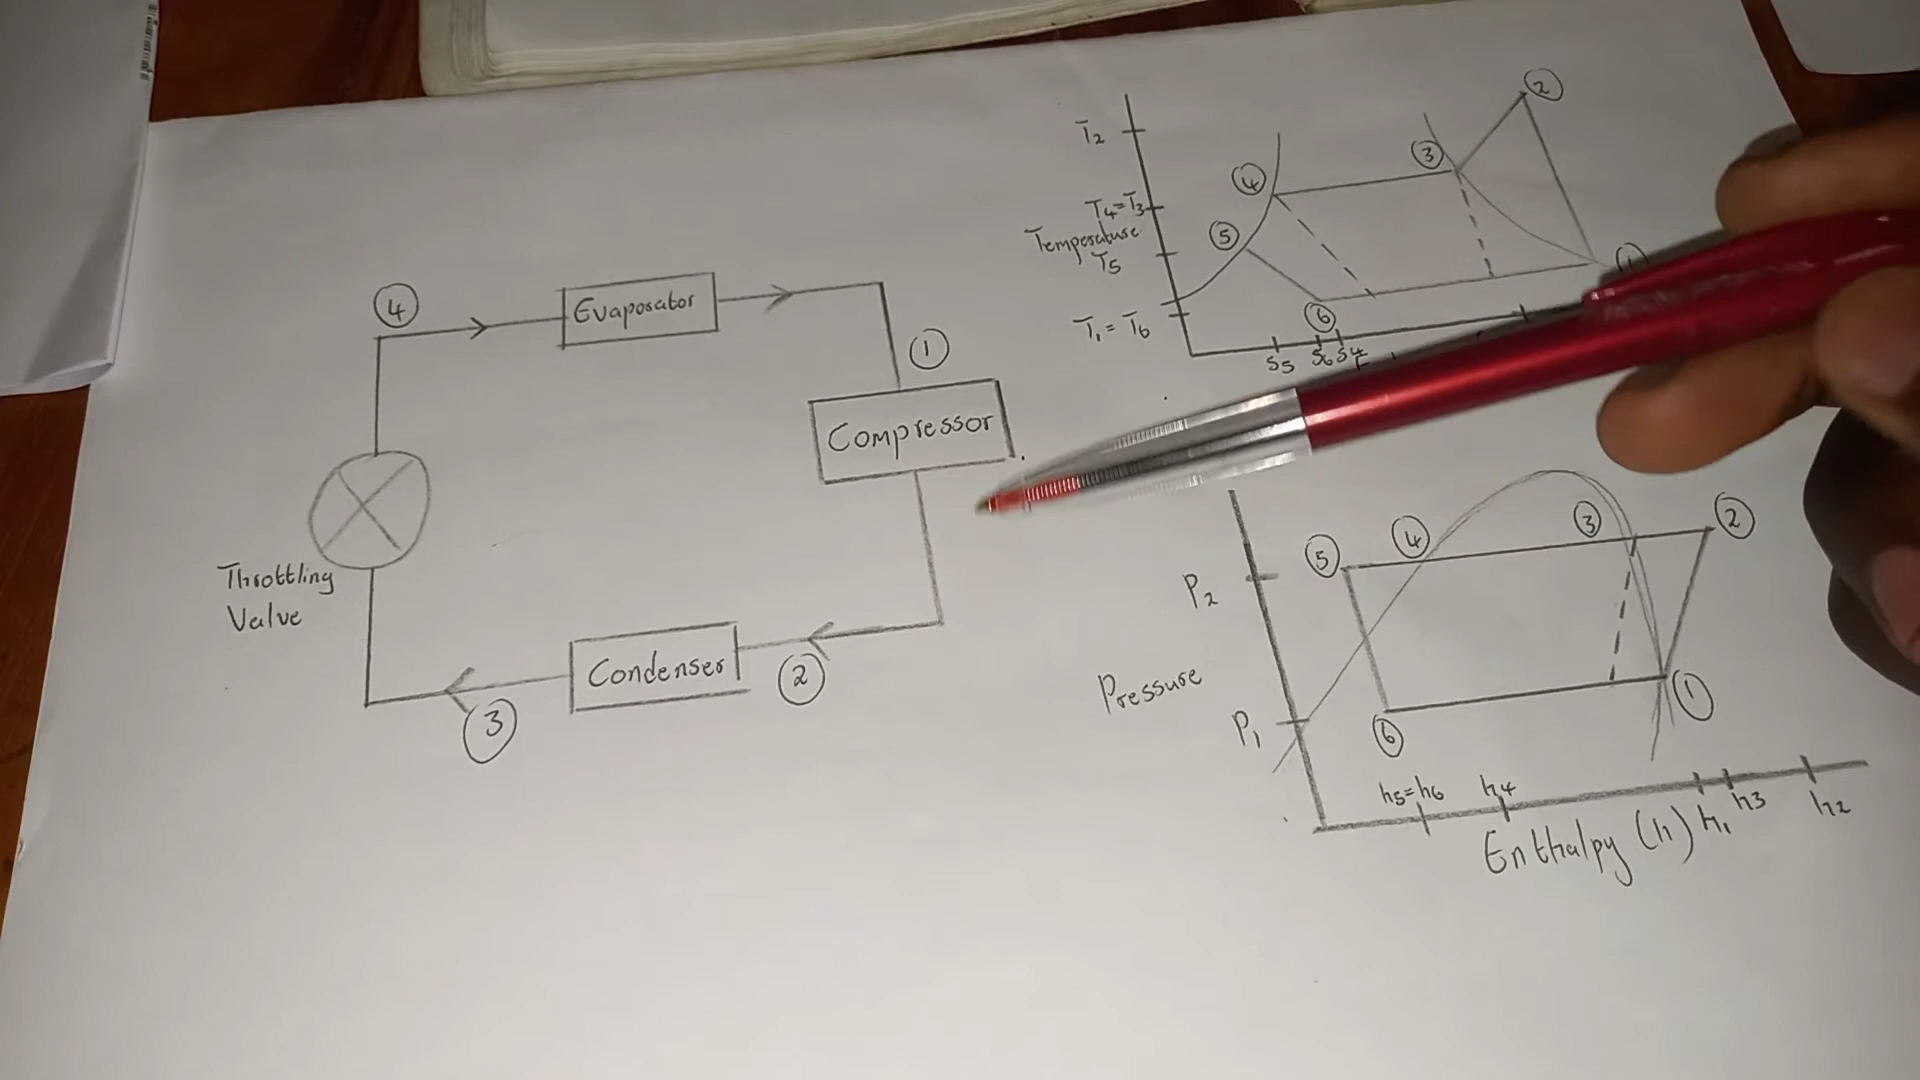 4
Evaporator
1
Compressor
Throttling
Valve
Condenser
2
3
2
T2
3
4
T4=T3
5
Temperature
T5
1
T1=T6
6
S5 S6 S4
5
4
3
2
P2
Pressure
P1
6
1
h5=h6 h4
h1 h3 h2
Enthalpy (h)